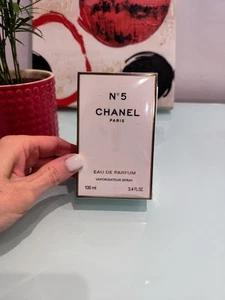 N°5
CHANEL
PARIS
EAU DE PARFUM
VAPORISATEUR SPRAY
100 ml 3.4 FL.OZ.